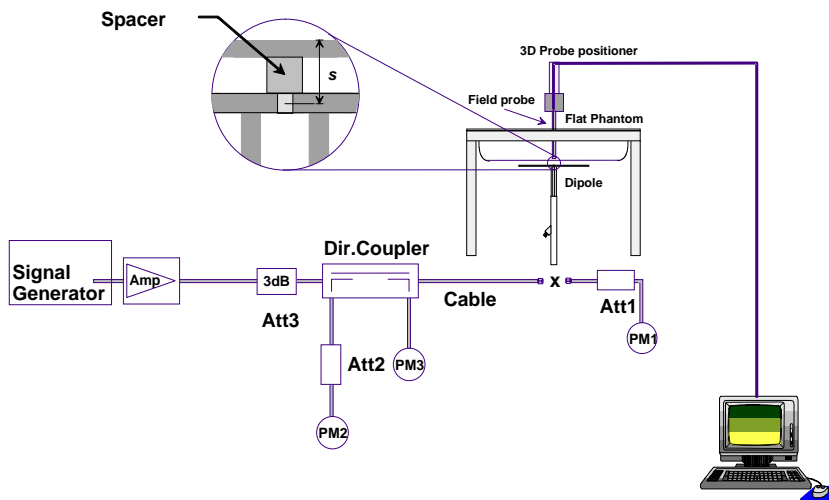 Spacer
s
3D Probe positioner
Field probe
Flat Phantom
Dipole
Dir.Coupler
Signal
Generator
Amp
3dB
Att3
Cable
x
Att1
PM1
Att2
PM3
PM2